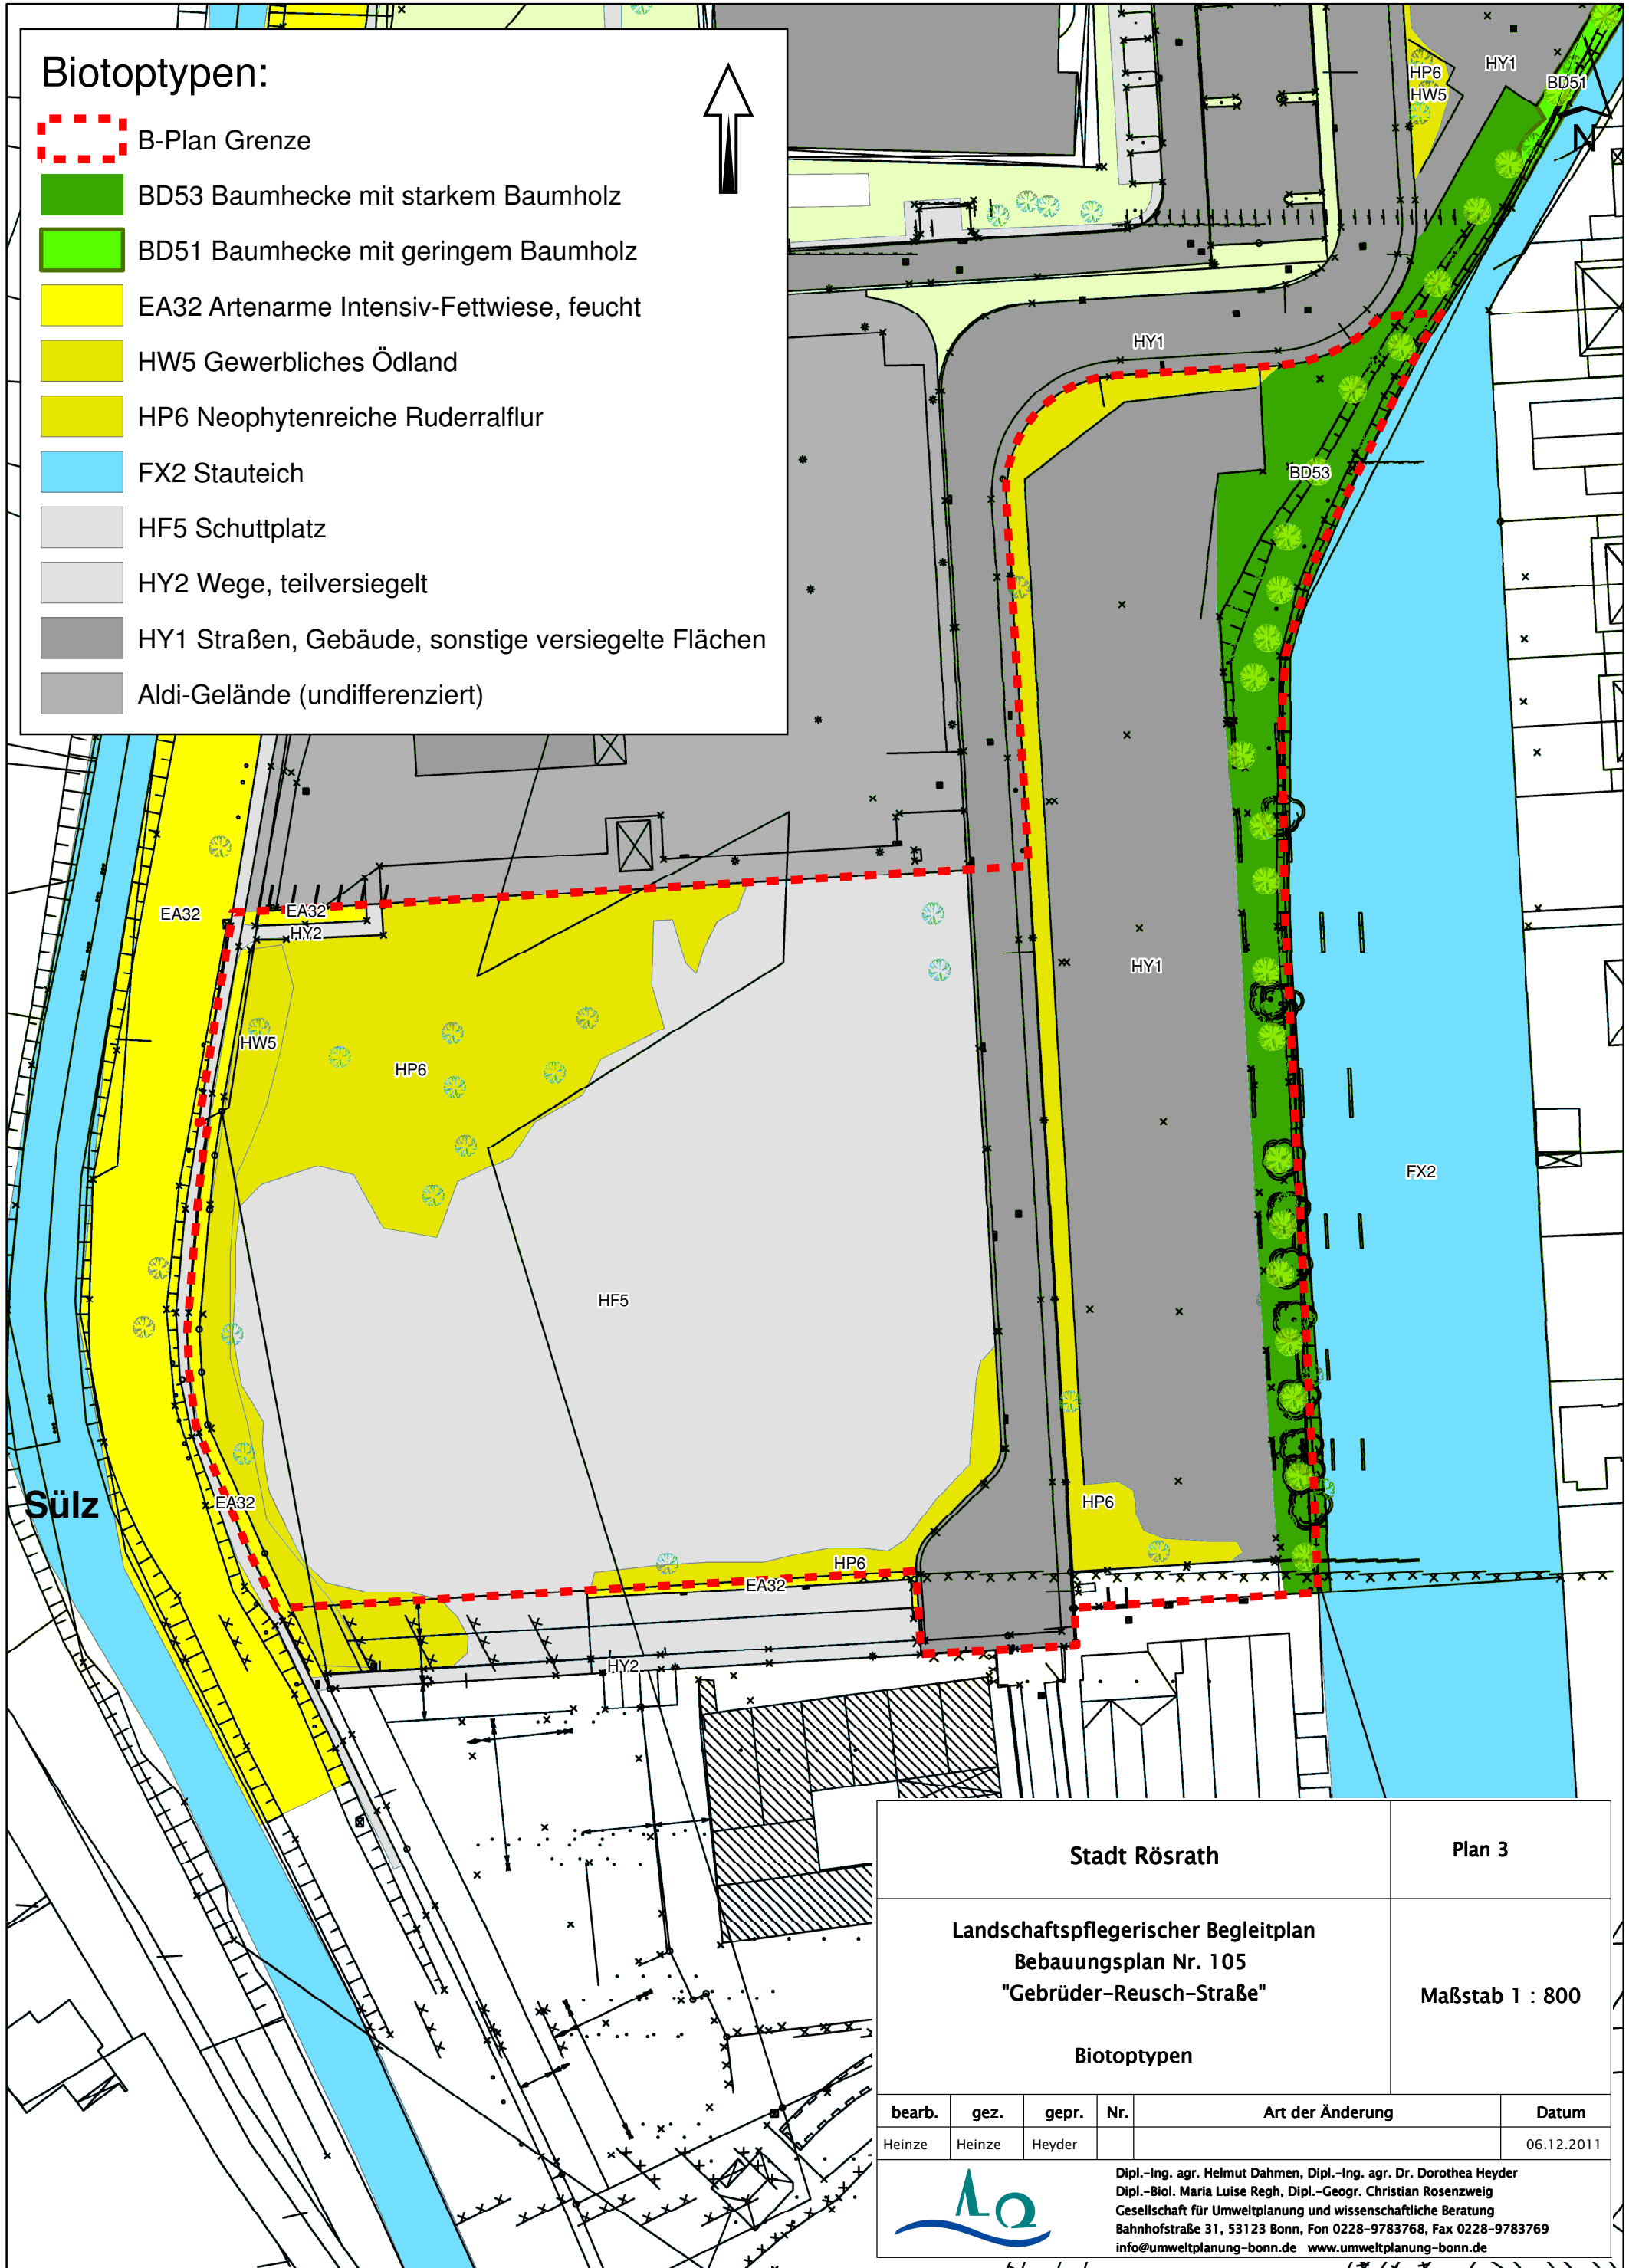 Biotoptypen:
B-Plan Grenze
BD53 Baumhecke mit starkem Baumholz
BD51 Baumhecke mit geringem Baumholz
EA32 Artenarme Intensiv-Fettwiese, feucht
HW5 Gewerbliches Ödland
HP6 Neophytenreiche Ruderralflur
FX2 Stauteich
HF5 Schuttplatz
HY2 Wege, teilversiegelt
HY1 Straßen, Gebäude, sonstige versiegelte Flächen
Aldi-Gelände (undifferenziert)
HY1
HP6
HW5
BD51
N
HY1
BD53
EA32
EA32
HY2
HW5
HP6
HY1
FX2
HF5
Sülz
EA32
HP6
HP6
EA32
HY2
Stadt Rösrath
Plan 3
Landschaftspflegerischer Begleitplan
Bebauungsplan Nr. 105
"Gebrüder-Reusch-Straße"
Maßstab 1 : 800
Biotoptypen
bearb. gez. gepr. Nr. Art der Änderung Datum
Heinze Heinze Heyder 06.12.2011
Dipl.-Ing. agr. Helmut Dahmen, Dipl.-Ing. agr. Dr. Dorothea Heyder
Dipl.-Biol. Maria Luise Regh, Dipl.-Geogr. Christian Rosenzweig
Gesellschaft für Umweltplanung und wissenschaftliche Beratung
Bahnhofstraße 31, 53123 Bonn, Fon 0228-9783768, Fax 0228-9783769
info@umweltplanung-bonn.de www.umweltplanung-bonn.de